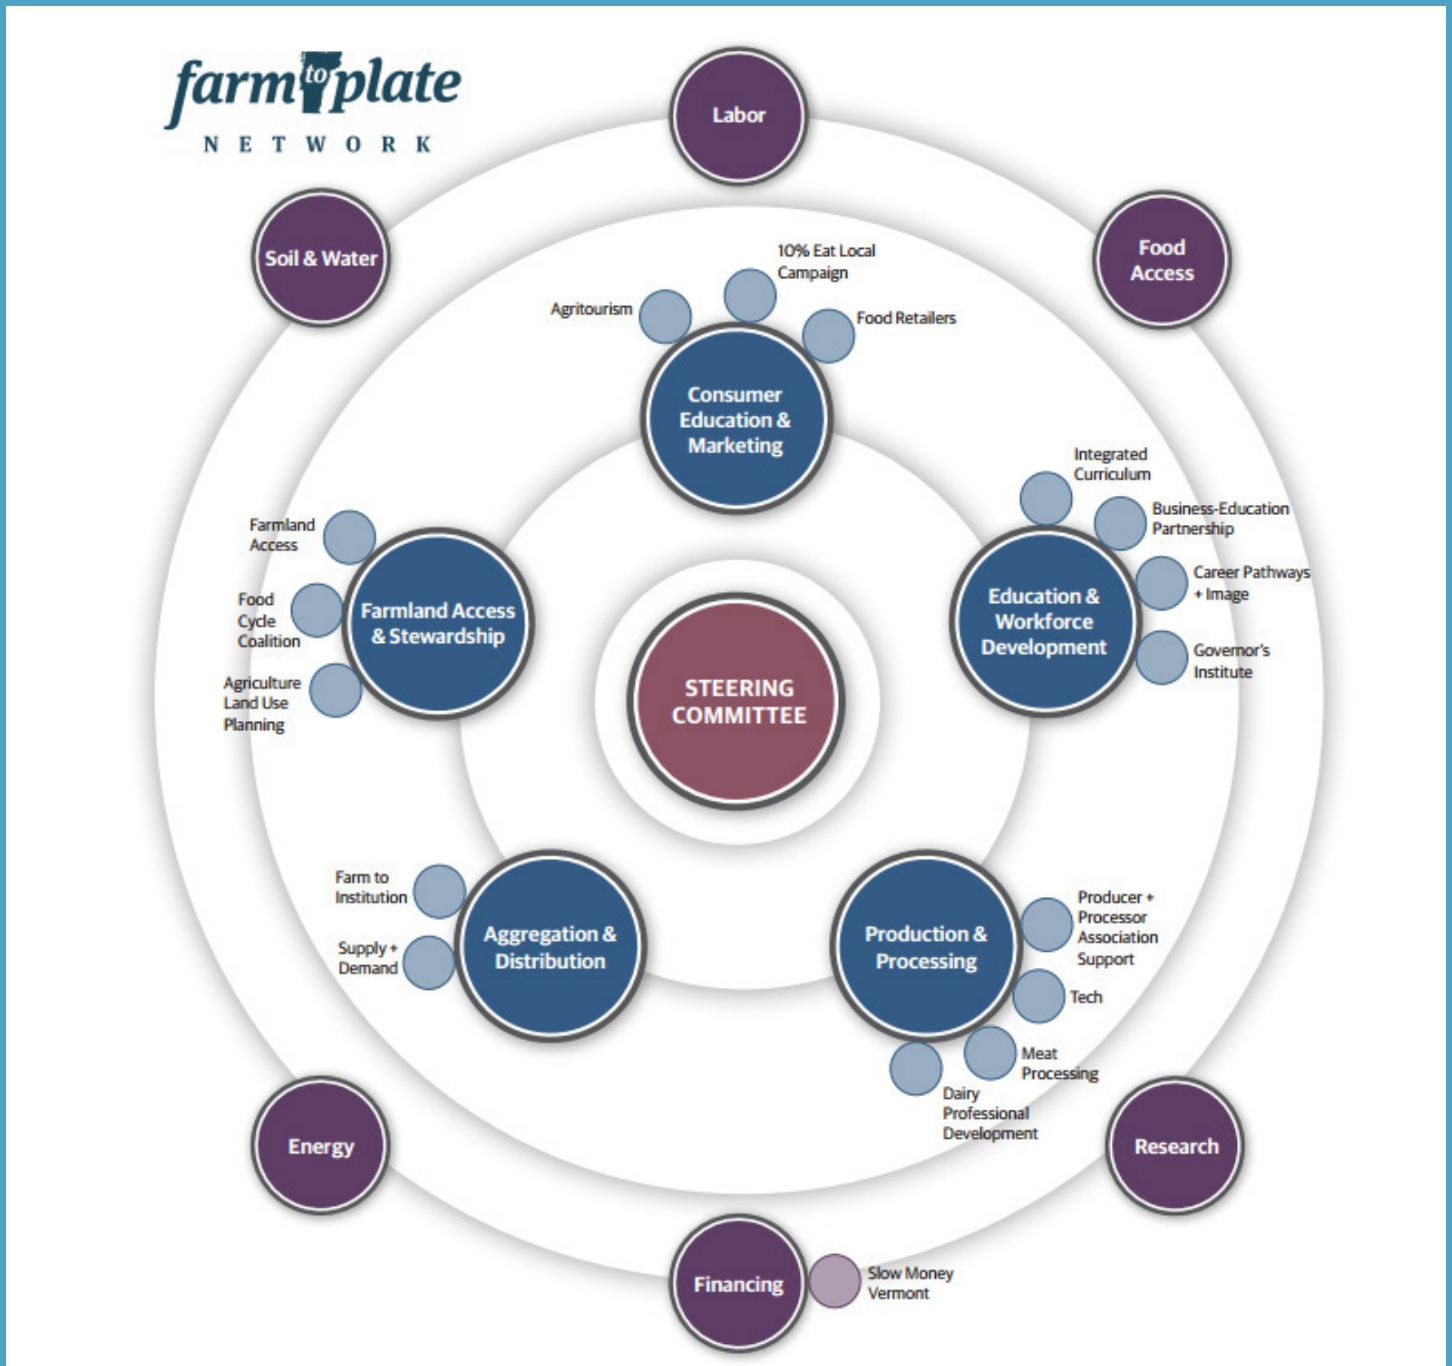 farm to plate
NETWORK
Labor
Soil & Water
Food
Access
10% Eat Local
Campaign
Agritourism
Food Retailers
Consumer
Education &
Marketing
Integrated
Curriculum
Business-Education
Partnership
Career Pathways
+ Image
Governor's
Institute
Education &
Workforce
Development
Farmland
Access
Food
Cycle
Coalition
Agriculture
Land Use
Planning
Farmland Access
& Stewardship
STEERING
COMMITTEE
Farm to
Institution
Supply +
Demand
Aggregation &
Distribution
Production &
Processing
Producer +
Processor
Association
Support
Tech
Meat
Processing
Dairy
Professional
Development
Energy
Research
Financing
Slow Money
Vermont